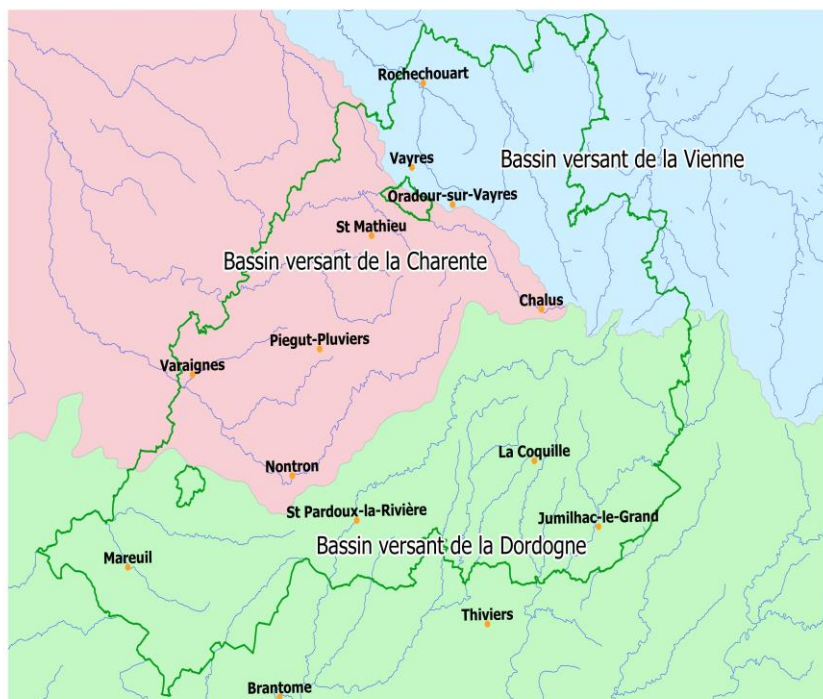 Rochechouart
Vayres
Bassin versant de la Vienne
Oradour-sur-Vayres
St Mathieu
Bassin versant de la Charente
Chalus
Piegut-Pluviers
Varaignes
La Coquille
Nontron
St Pardoux-la-Rivière
Jumilhac-le-Grand
Bassin versant de la Dordogne
Mareuil
Thiviers
Brantome